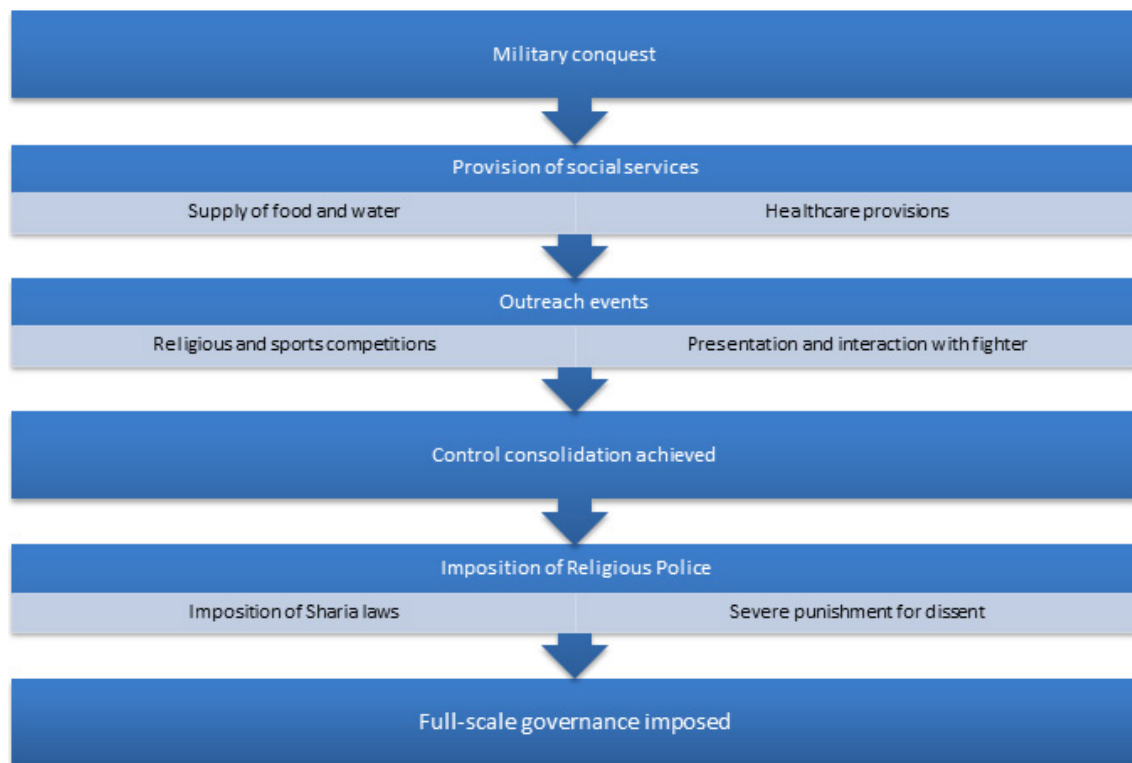 Military conquest
Provision of social services
Supply of food and water
Healthcare provisions
Outreach events
Religious and sports competitions
Presentation and interaction with fighter
Control consolidation achieved
Imposition of Religious Police
Imposition of Sharia laws
Severe punishment for dissent
Full-scale governance imposed